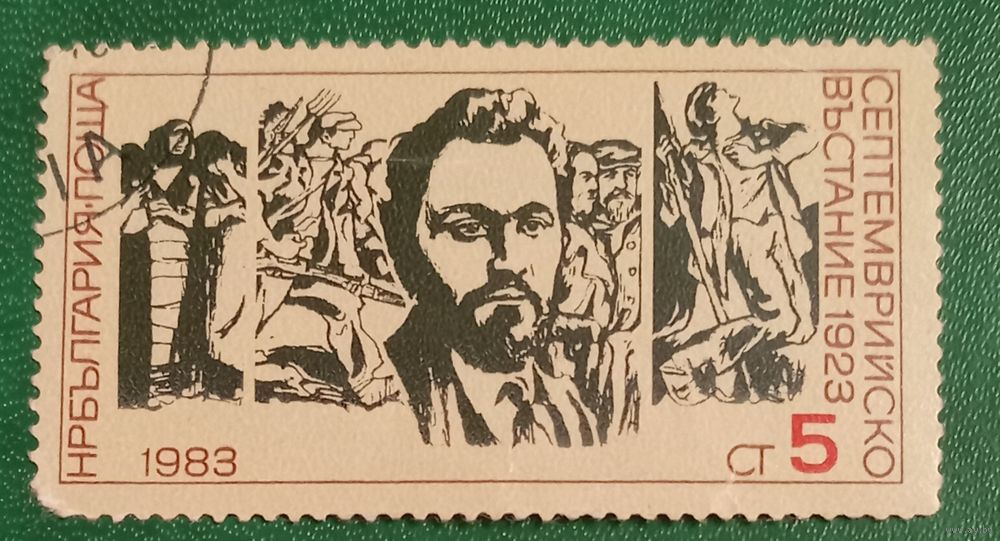 НРБЪЛГАРИЯ·ПОЩА
1983
СТ 5
СЕПТЕМВРИЙСКО
ВЪСТАНИЕ 1923